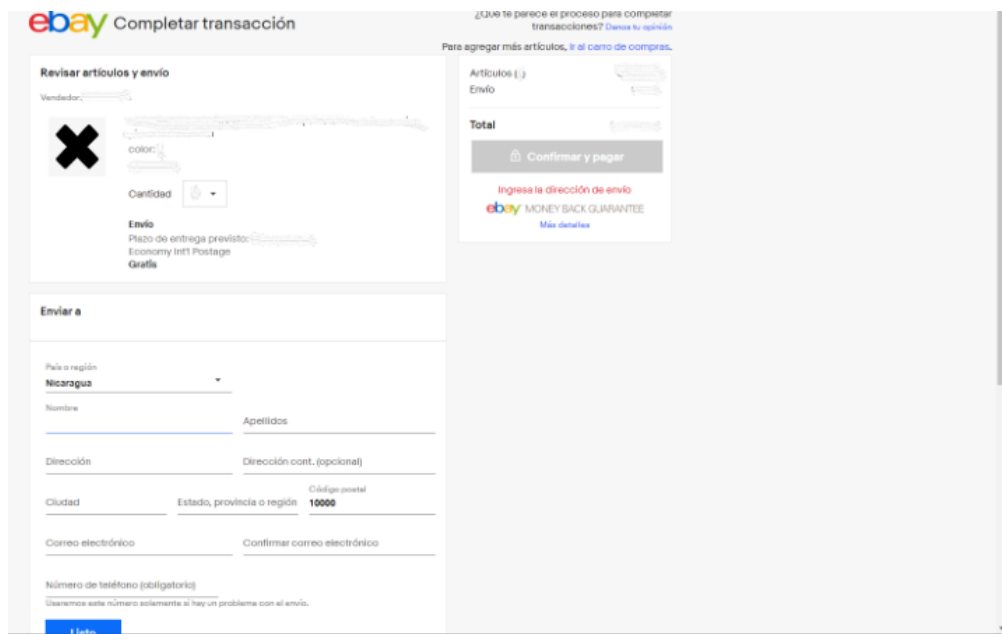 ebay Completar transacción
¿Qué te parece el proceso para completar
transacciones? Danos tu opinión
Para agregar más artículos, ir al carro de compras.
Revisar artículos y envío
Vendedor:
color:
Cantidad
Envío
Plazo de entrega previsto:
Economy Int'l Postage
Gratis
Artículos ( )
Envío
Total
Confirmar y pagar
Ingresa la dirección de envío
ebay MONEY BACK GUARANTEE
Más detalles
Enviar a
País o región
Nicaragua
Nombre
Apellidos
Dirección
Dirección cont. (opcional)
Ciudad
Estado, provincia o región
Código postal
10000
Correo electrónico
Confirmar correo electrónico
Número de teléfono (obligatorio)
Usaremos este número solamente si hay un problema con el envío.
Listo